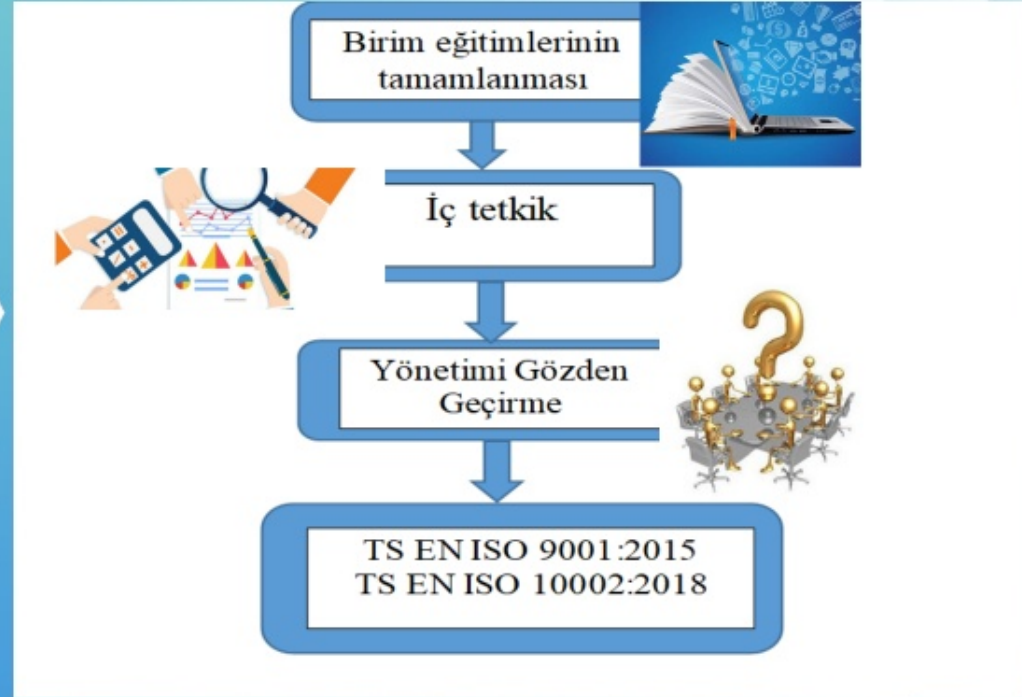 Birim eğitimlerinin
tamamlanması
İç tetkik
Yönetimi Gözden
Geçirme
TS EN ISO 9001:2015
TS EN ISO 10002:2018